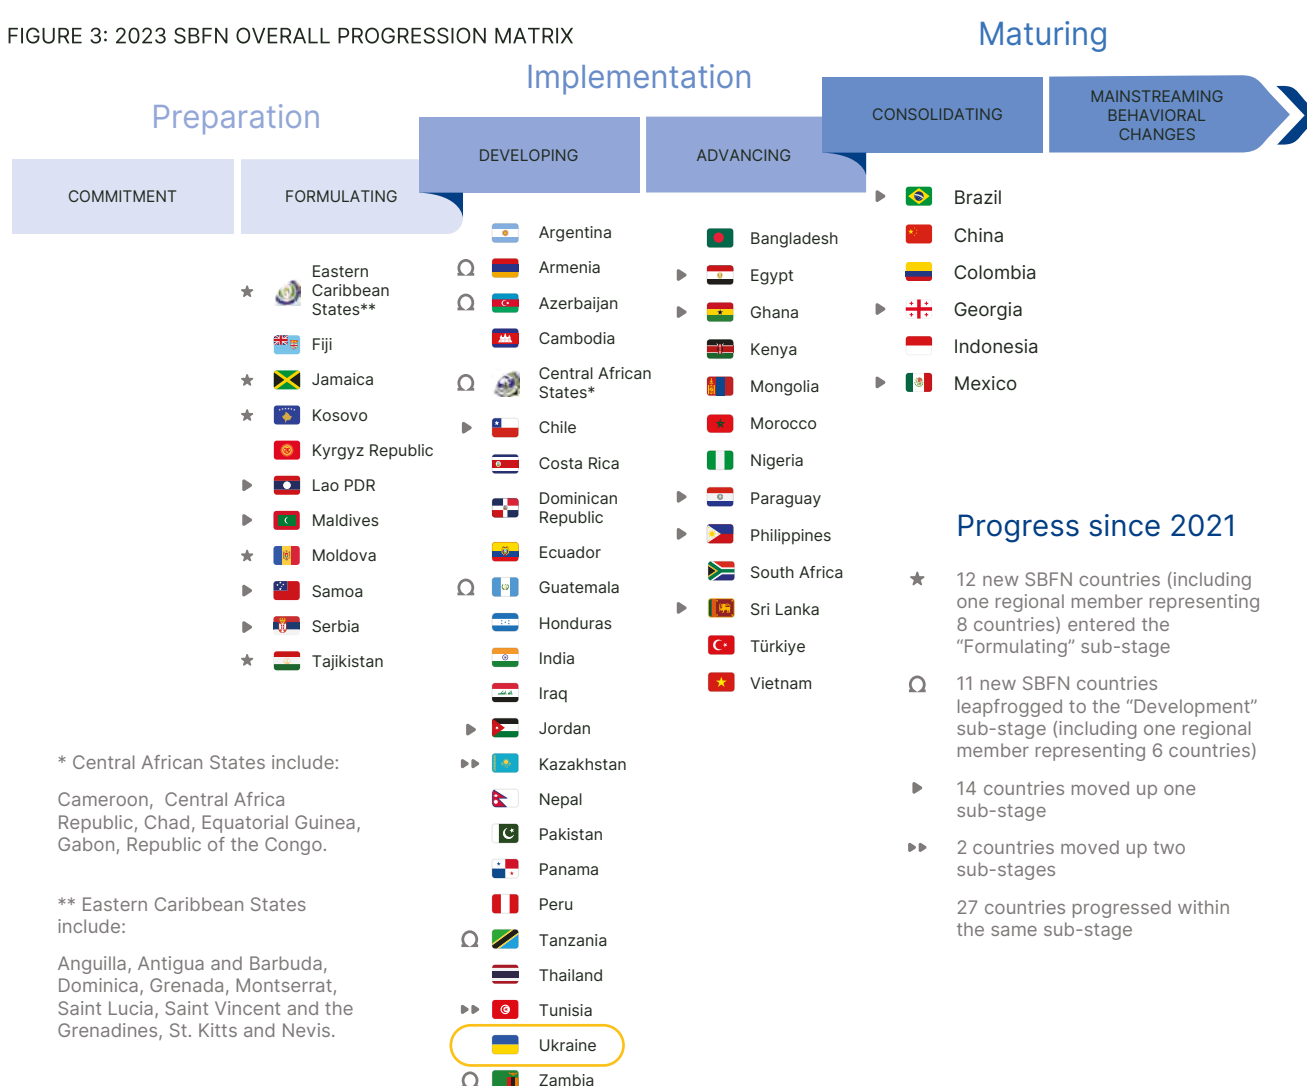 FIGURE 3: 2023 SBFN OVERALL PROGRESSION MATRIX
Preparation
Implementation
Maturing
COMMITMENT
FORMULATING
DEVELOPING
ADVANCING
CONSOLIDATING
MAINSTREAMING
BEHAVIORAL
CHANGES
Eastern
Caribbean
States**
Fiji
Jamaica
Kosovo
Kyrgyz Republic
Lao PDR
Maldives
Moldova
Samoa
Serbia
Tajikistan
Argentina
Armenia
Azerbaijan
Cambodia
Central African
States*
Chile
Costa Rica
Dominican
Republic
Ecuador
Guatemala
Honduras
India
Iraq
Jordan
Kazakhstan
Nepal
Pakistan
Panama
Peru
Tanzania
Thailand
Tunisia
Ukraine
Zambia
Bangladesh
Egypt
Ghana
Kenya
Mongolia
Morocco
Nigeria
Paraguay
Philippines
South Africa
Sri Lanka
Türkiye
Vietnam
Brazil
China
Colombia
Georgia
Indonesia
Mexico
Progress since 2021
12 new SBFN countries (including
one regional member representing
8 countries) entered the
“Formulating” sub-stage
11 new SBFN countries
leapfrogged to the “Development”
sub-stage (including one regional
member representing 6 countries)
14 countries moved up one
sub-stage
2 countries moved up two
sub-stages
27 countries progressed within
the same sub-stage
* Central African States include:
Cameroon, Central Africa
Republic, Chad, Equatorial Guinea,
Gabon, Republic of the Congo.
** Eastern Caribbean States
include:
Anguilla, Antigua and Barbuda,
Dominica, Grenada, Montserrat,
Saint Lucia, Saint Vincent and the
Grenadines, St. Kitts and Nevis.